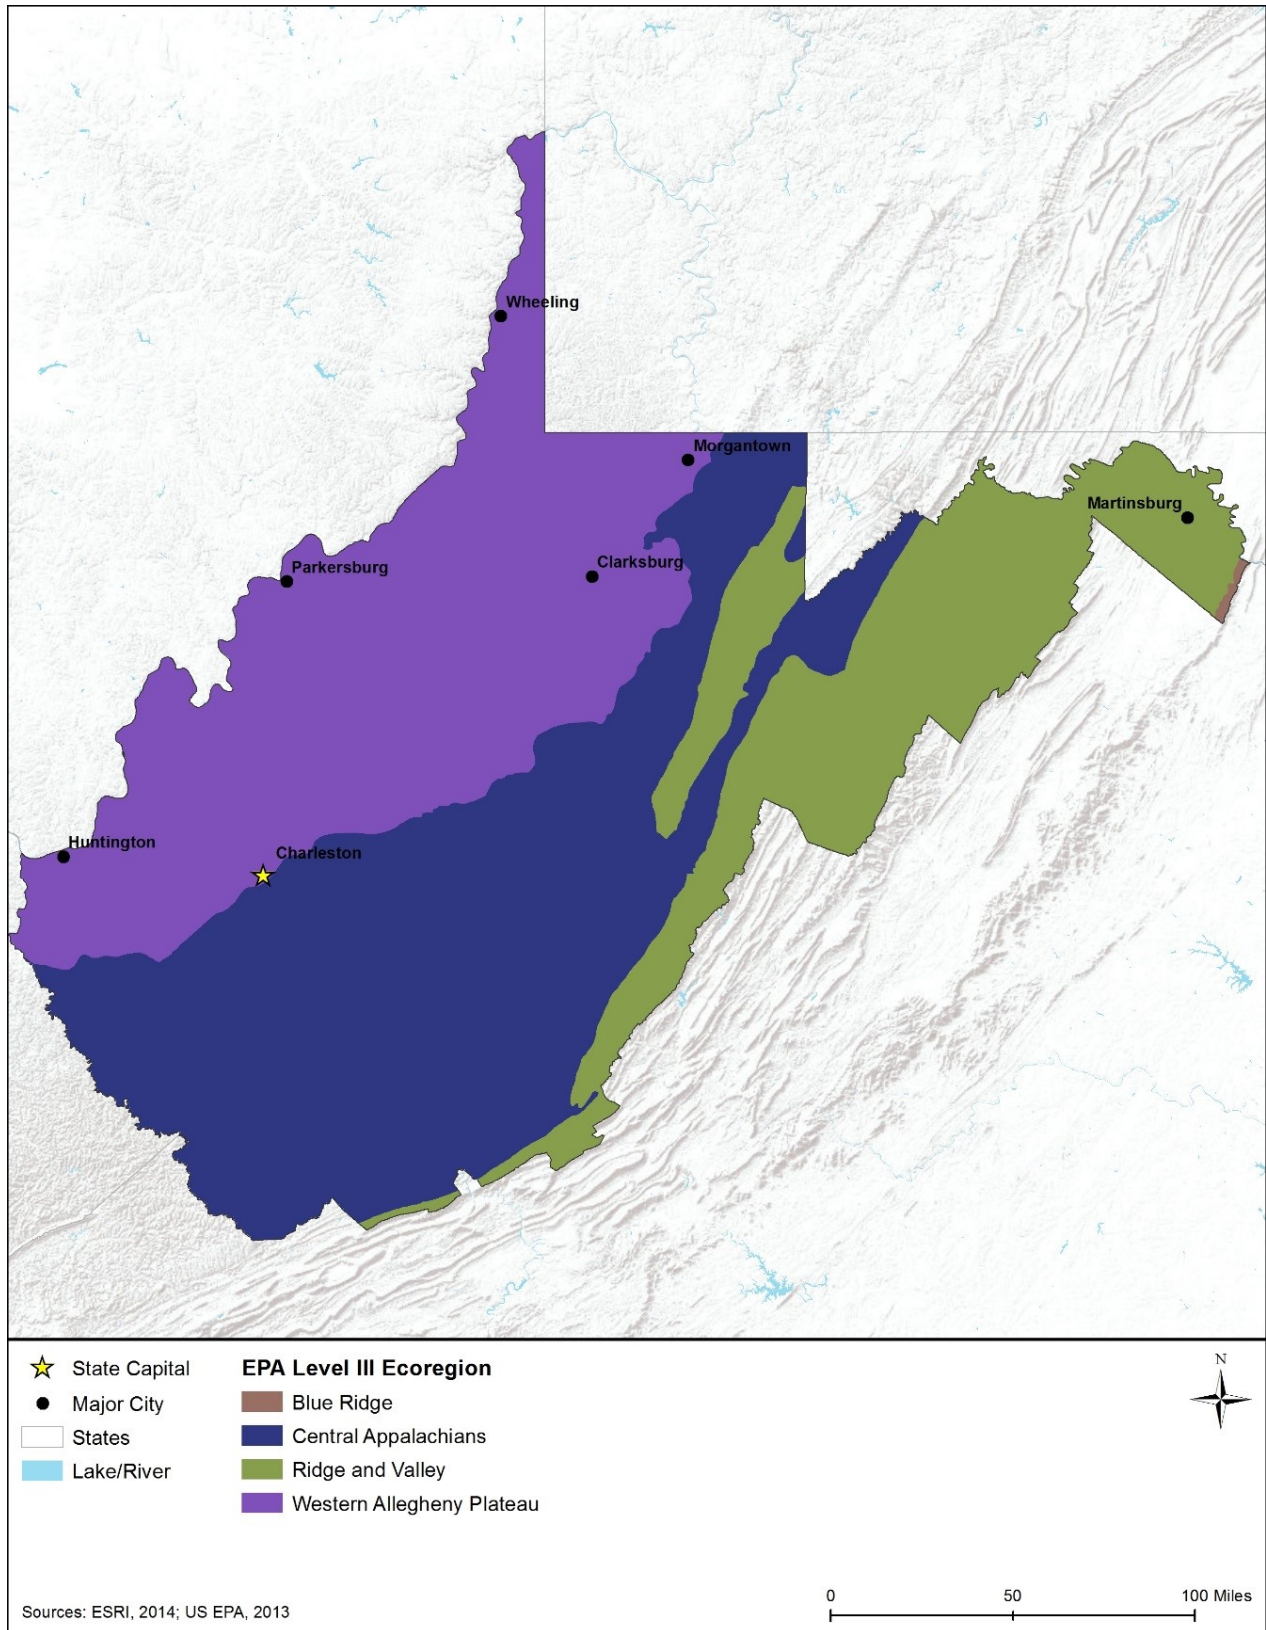 Wheeling
Morgantown
Martinsburg
Parkersburg
Clarksburg
Huntington
Charleston
State Capital
Major City
States
Lake/River
EPA Level III Ecoregion
Blue Ridge
Central Appalachians
Ridge and Valley
Western Allegheny Plateau
N
0 50 100 Miles
Sources: ESRI, 2014; US EPA, 2013